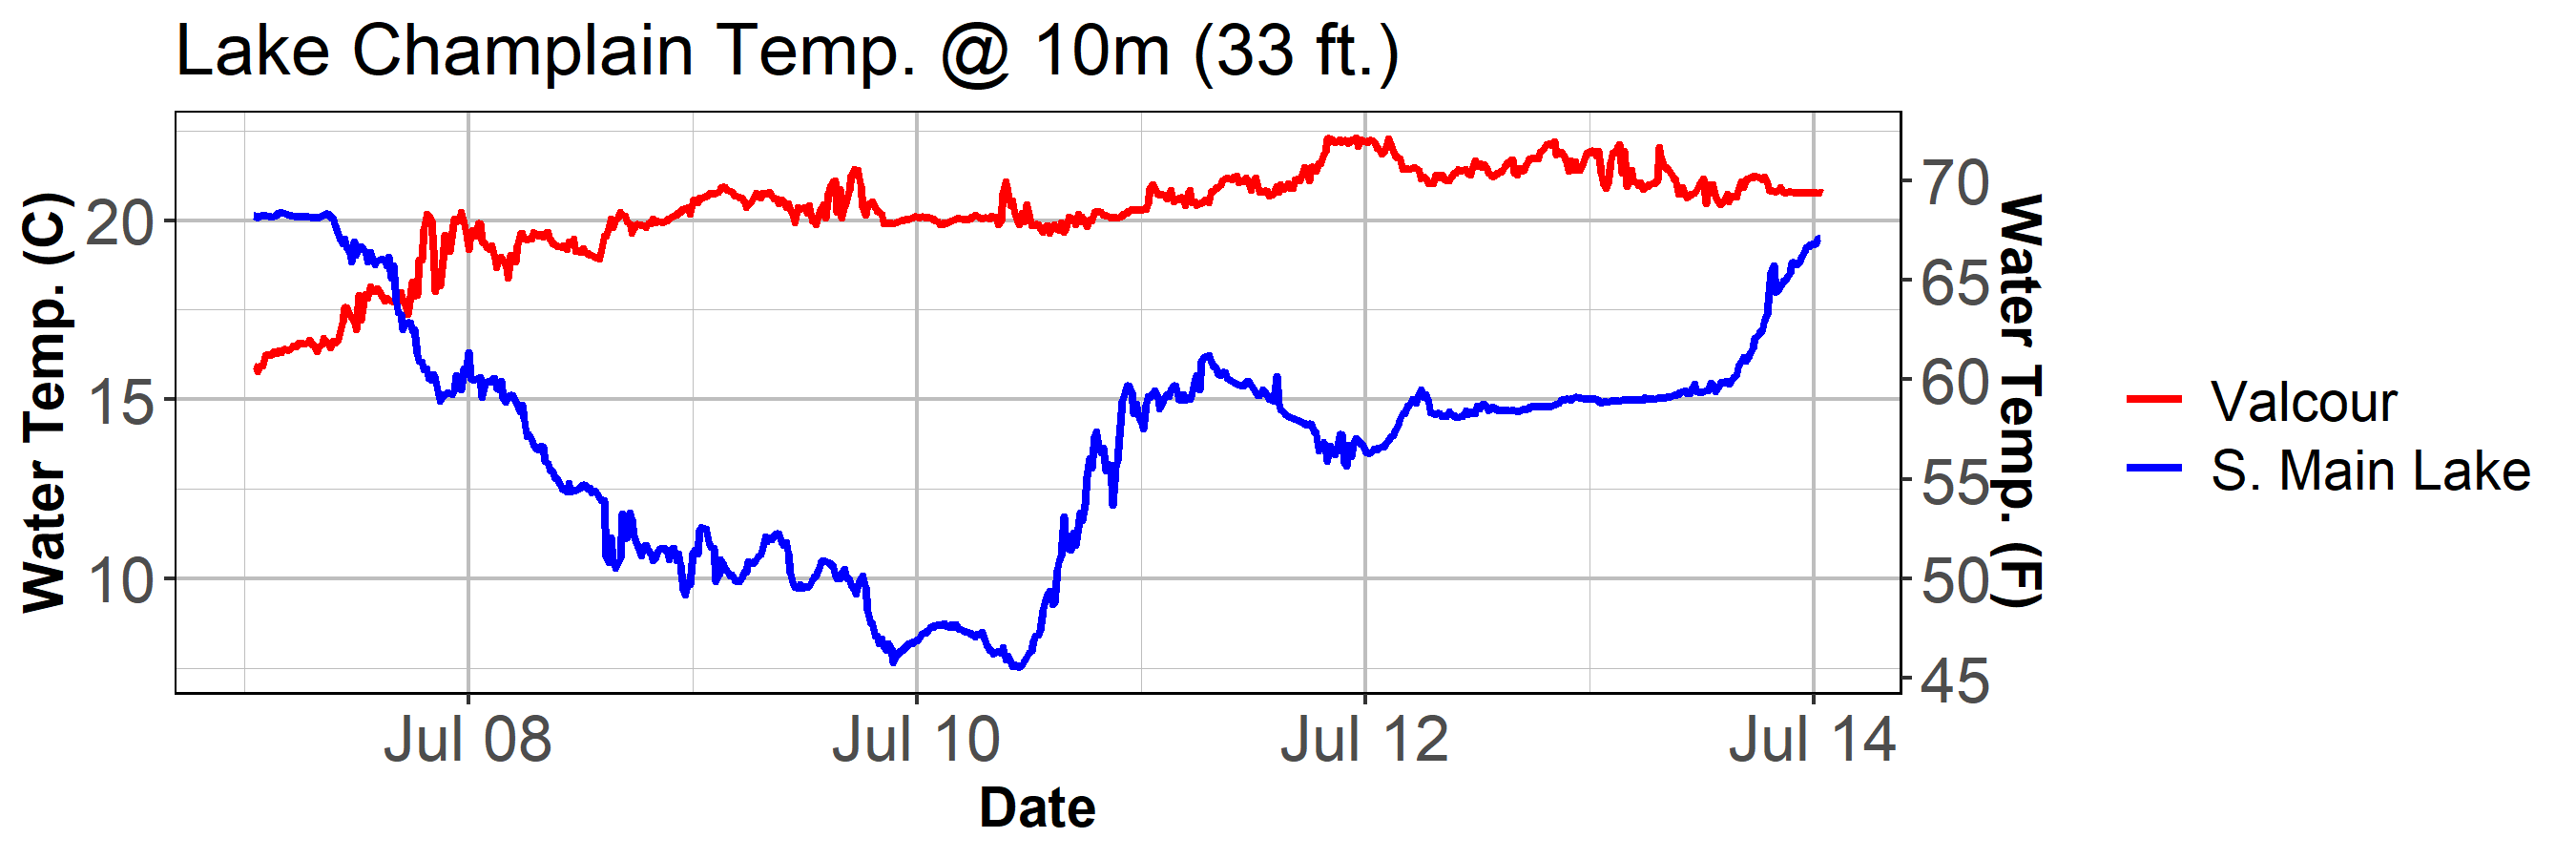 Lake Champlain Temp. @ 10m (33 ft.)
Water Temp. (C)
20
15
10
70
65
60
55
50
45
Water Temp. (F)
Jul 08
Jul 10
Jul 12
Jul 14
Date
Valcour
S. Main Lake